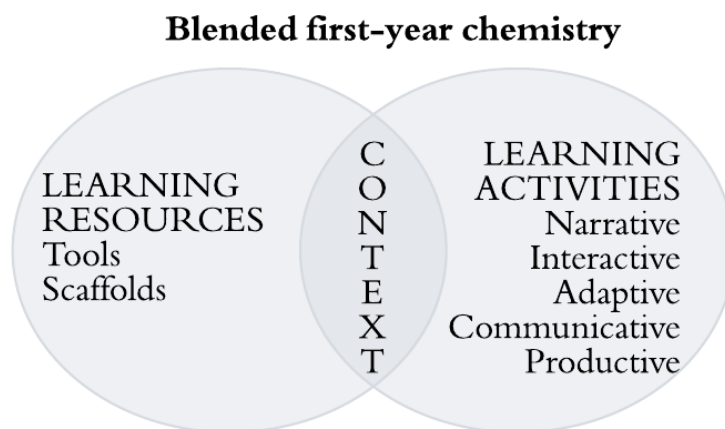 Blended first-year chemistry
LEARNING
RESOURCES
Tools
Scaffolds
C
O
N
T
E
X
T
LEARNING
ACTIVITIES
Narrative
Interactive
Adaptive
Communicative
Productive